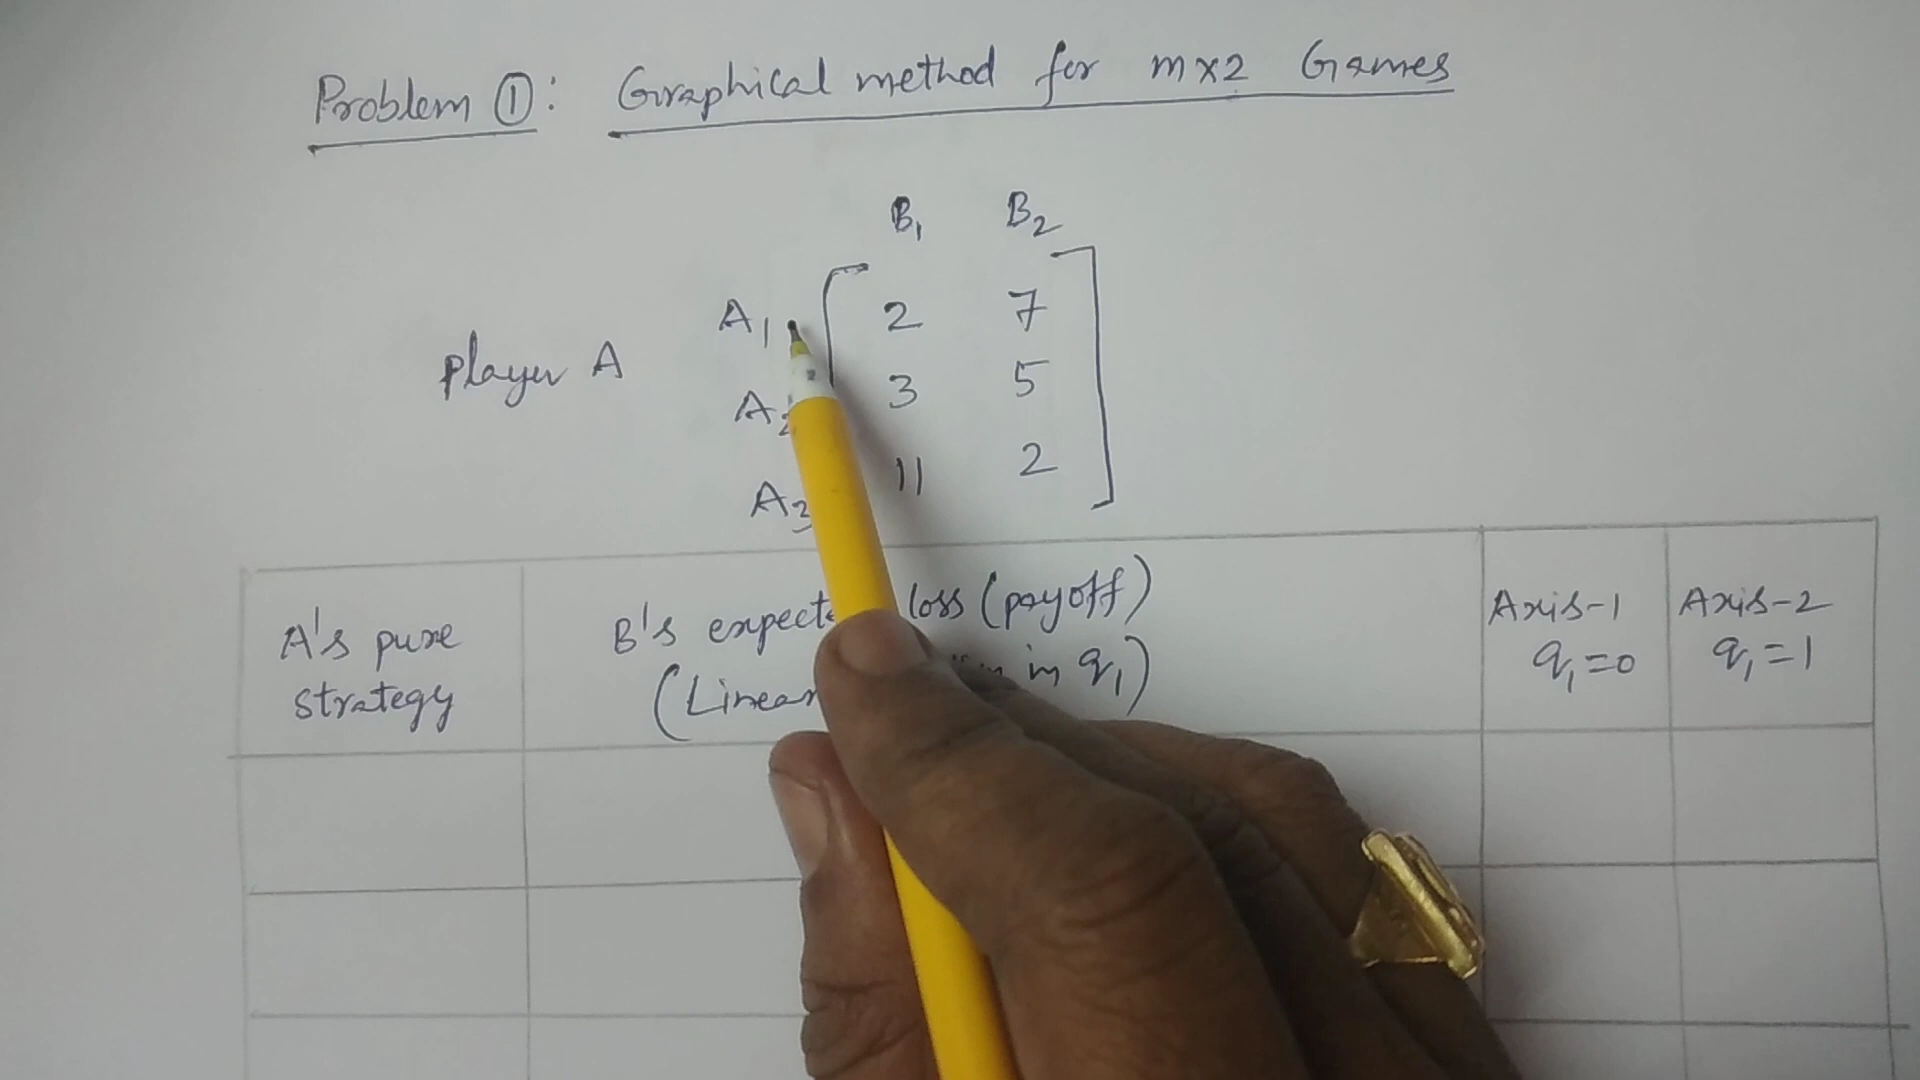 Problem ①: Graphical method for m×2 Games
B₁ B₂
Player A
A₁ 2 7
A₂ 3 5
A₃ 11 2
A's pure strategy
B's expected loss (payoff)
(Linear in q₁)
Axis-1
q₁=0
Axis-2
q₁=1